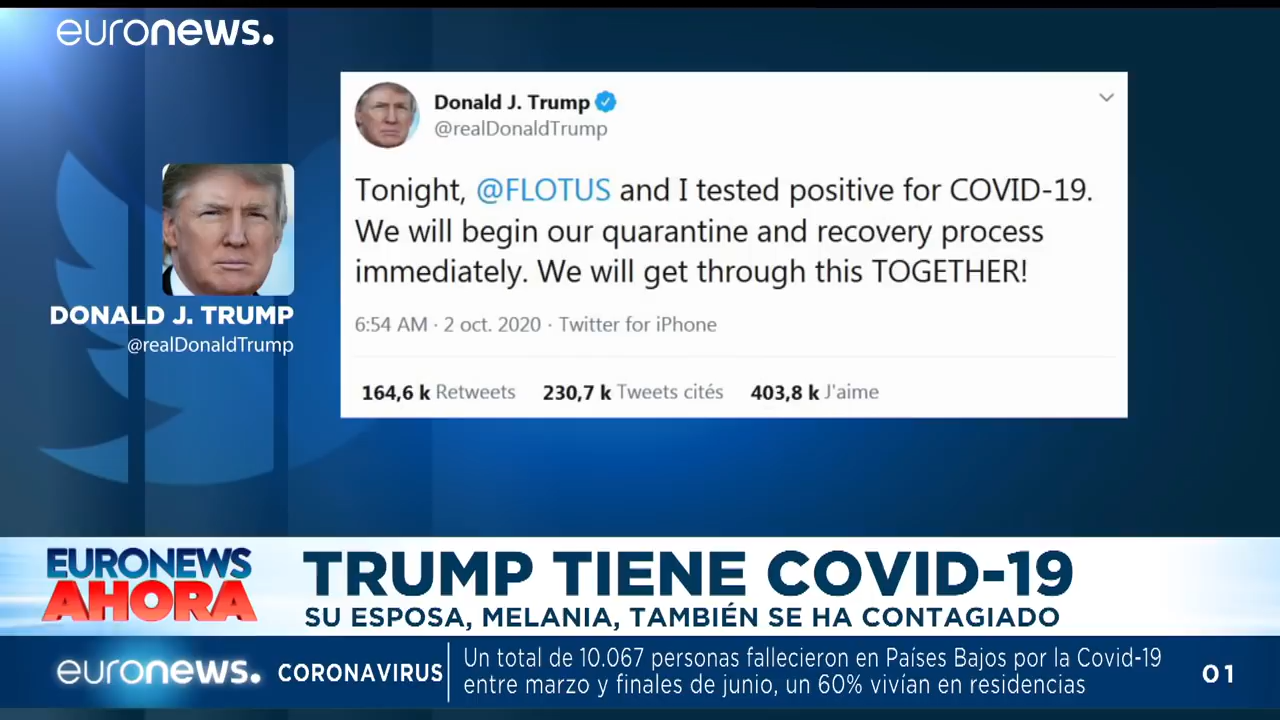 euronews.
Donald J. Trump
@realDonaldTrump
Tonight, @FLOTUS and I tested positive for COVID-19.
We will begin our quarantine and recovery process
immediately. We will get through this TOGETHER!
6:54 AM · 2 oct. 2020 · Twitter for iPhone
164,6 k Retweets 230,7 k Tweets cités 403,8 k J'aime
DONALD J. TRUMP
@realDonaldTrump
EURONEWS
AHORA
TRUMP TIENE COVID-19
SU ESPOSA, MELANIA, TAMBIÉN SE HA CONTAGIADO
euronews.
CORONAVIRUS
Un total de 10.067 personas fallecieron en Países Bajos por la Covid-19
entre marzo y finales de junio, un 60% vivían en residencias
01